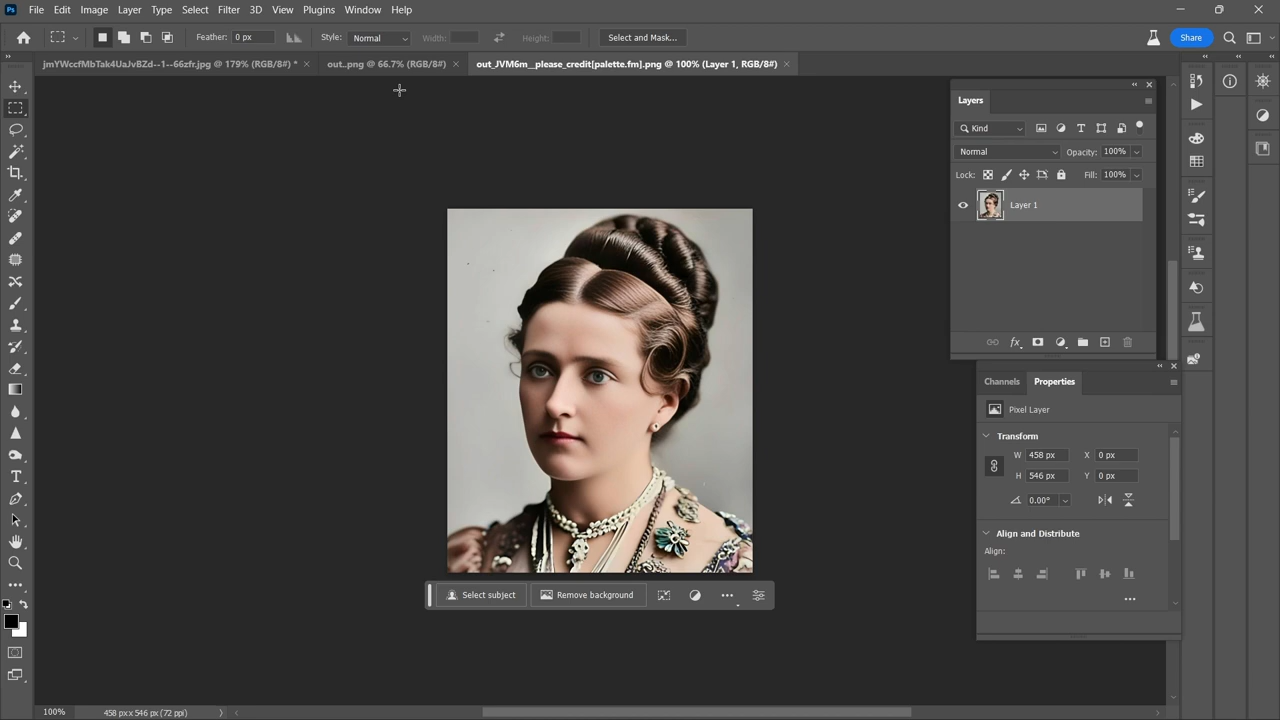 Ps File Edit Image Layer Type Select Filter 3D View Plugins Window Help
Feather: 0 px Style: Normal Width: Height: Select and Mask... Share
jmYWccfMbTak4UaJvBZd--1--66zfr.jpg @ 179% (RGB/8#) * × out..png @ 66.7% (RGB/8#) × out_JVM6m__please_credit[palette.fm].png @ 100% (Layer 1, RGB/8#) ×
Layers
Kind
Normal Opacity: 100%
Lock: Fill: 100%
Layer 1
fx
Channels Properties
Pixel Layer
Transform
W 458 px X 0 px
H 546 px Y 0 px
0.00°
Align and Distribute
Align:
Select subject Remove background
100% 458 px x 546 px (72 ppi)